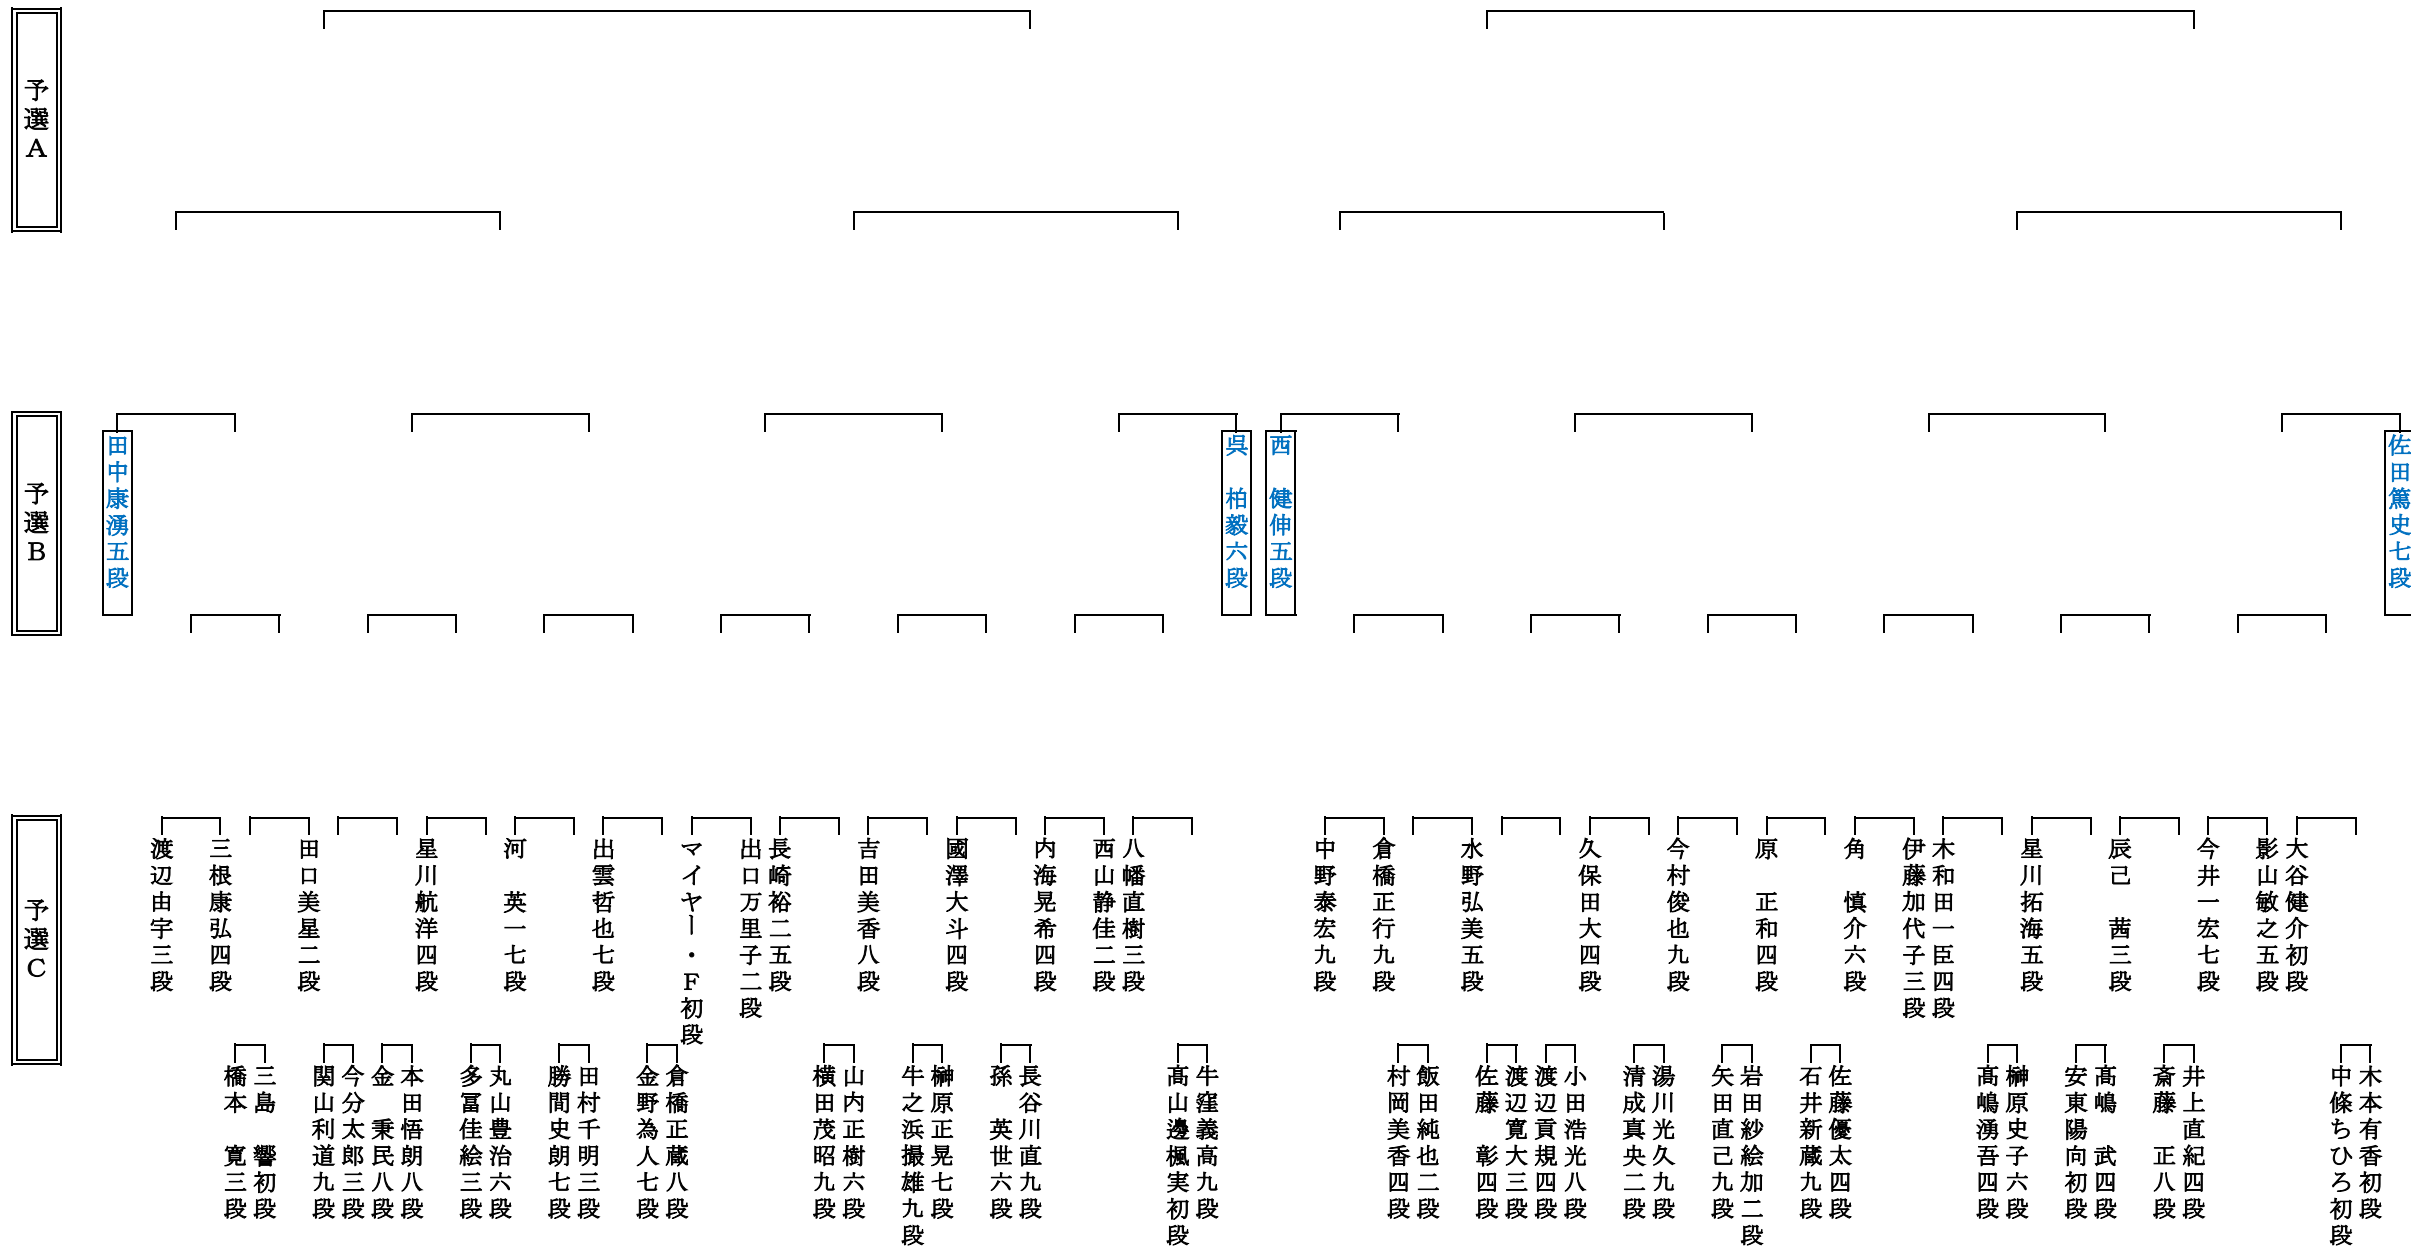 予選A
予選B
田中康湧五段
呉 柏毅六段
西 健伸五段
佐田篤史七段
予選C
渡辺由宇三段
三根康弘四段
田口美星二段
星川航洋四段
河 英一七段
出雲哲也七段
マイヤー・F初段
出口万里子二段
長崎裕二五段
吉田美香八段
國澤大斗四段
内海晃希四段
西山静佳二段
八幡直樹三段
中野泰宏九段
倉橋正行九段
水野弘美五段
久保田大四段
今村俊也九段
原 正和四段
角 慎介六段
伊藤加代子三段
木和田一臣四段
星川拓海五段
辰己 茜三段
今井一宏七段
影山敏之五段
大谷健介初段
橋本 寛三段
三島 響初段
関山利道九段
今分太郎三段
金 秉民八段
本田悟朗八段
多冨佳絵三段
丸山豊治六段
勝間史朗七段
田村千明三段
金野為人七段
倉橋正蔵八段
横田茂昭九段
山内正樹六段
牛之浜撮雄九段
榊原正晃七段
孫 英世六段
長谷川直九段
髙山邊楓実初段
牛窪義高九段
村岡美香四段
飯田純也二段
佐藤 彰四段
渡辺寛大三段
渡辺貢規四段
小田浩光八段
清成真央二段
湯川光久九段
矢田直己九段
岩田紗絵加二段
石井新蔵九段
佐藤優太四段
髙嶋湧吾四段
榊原史子六段
安東陽向初段
髙嶋 武四段
斎藤 正八段
井上直紀四段
中條ちひろ初段
木本有香初段